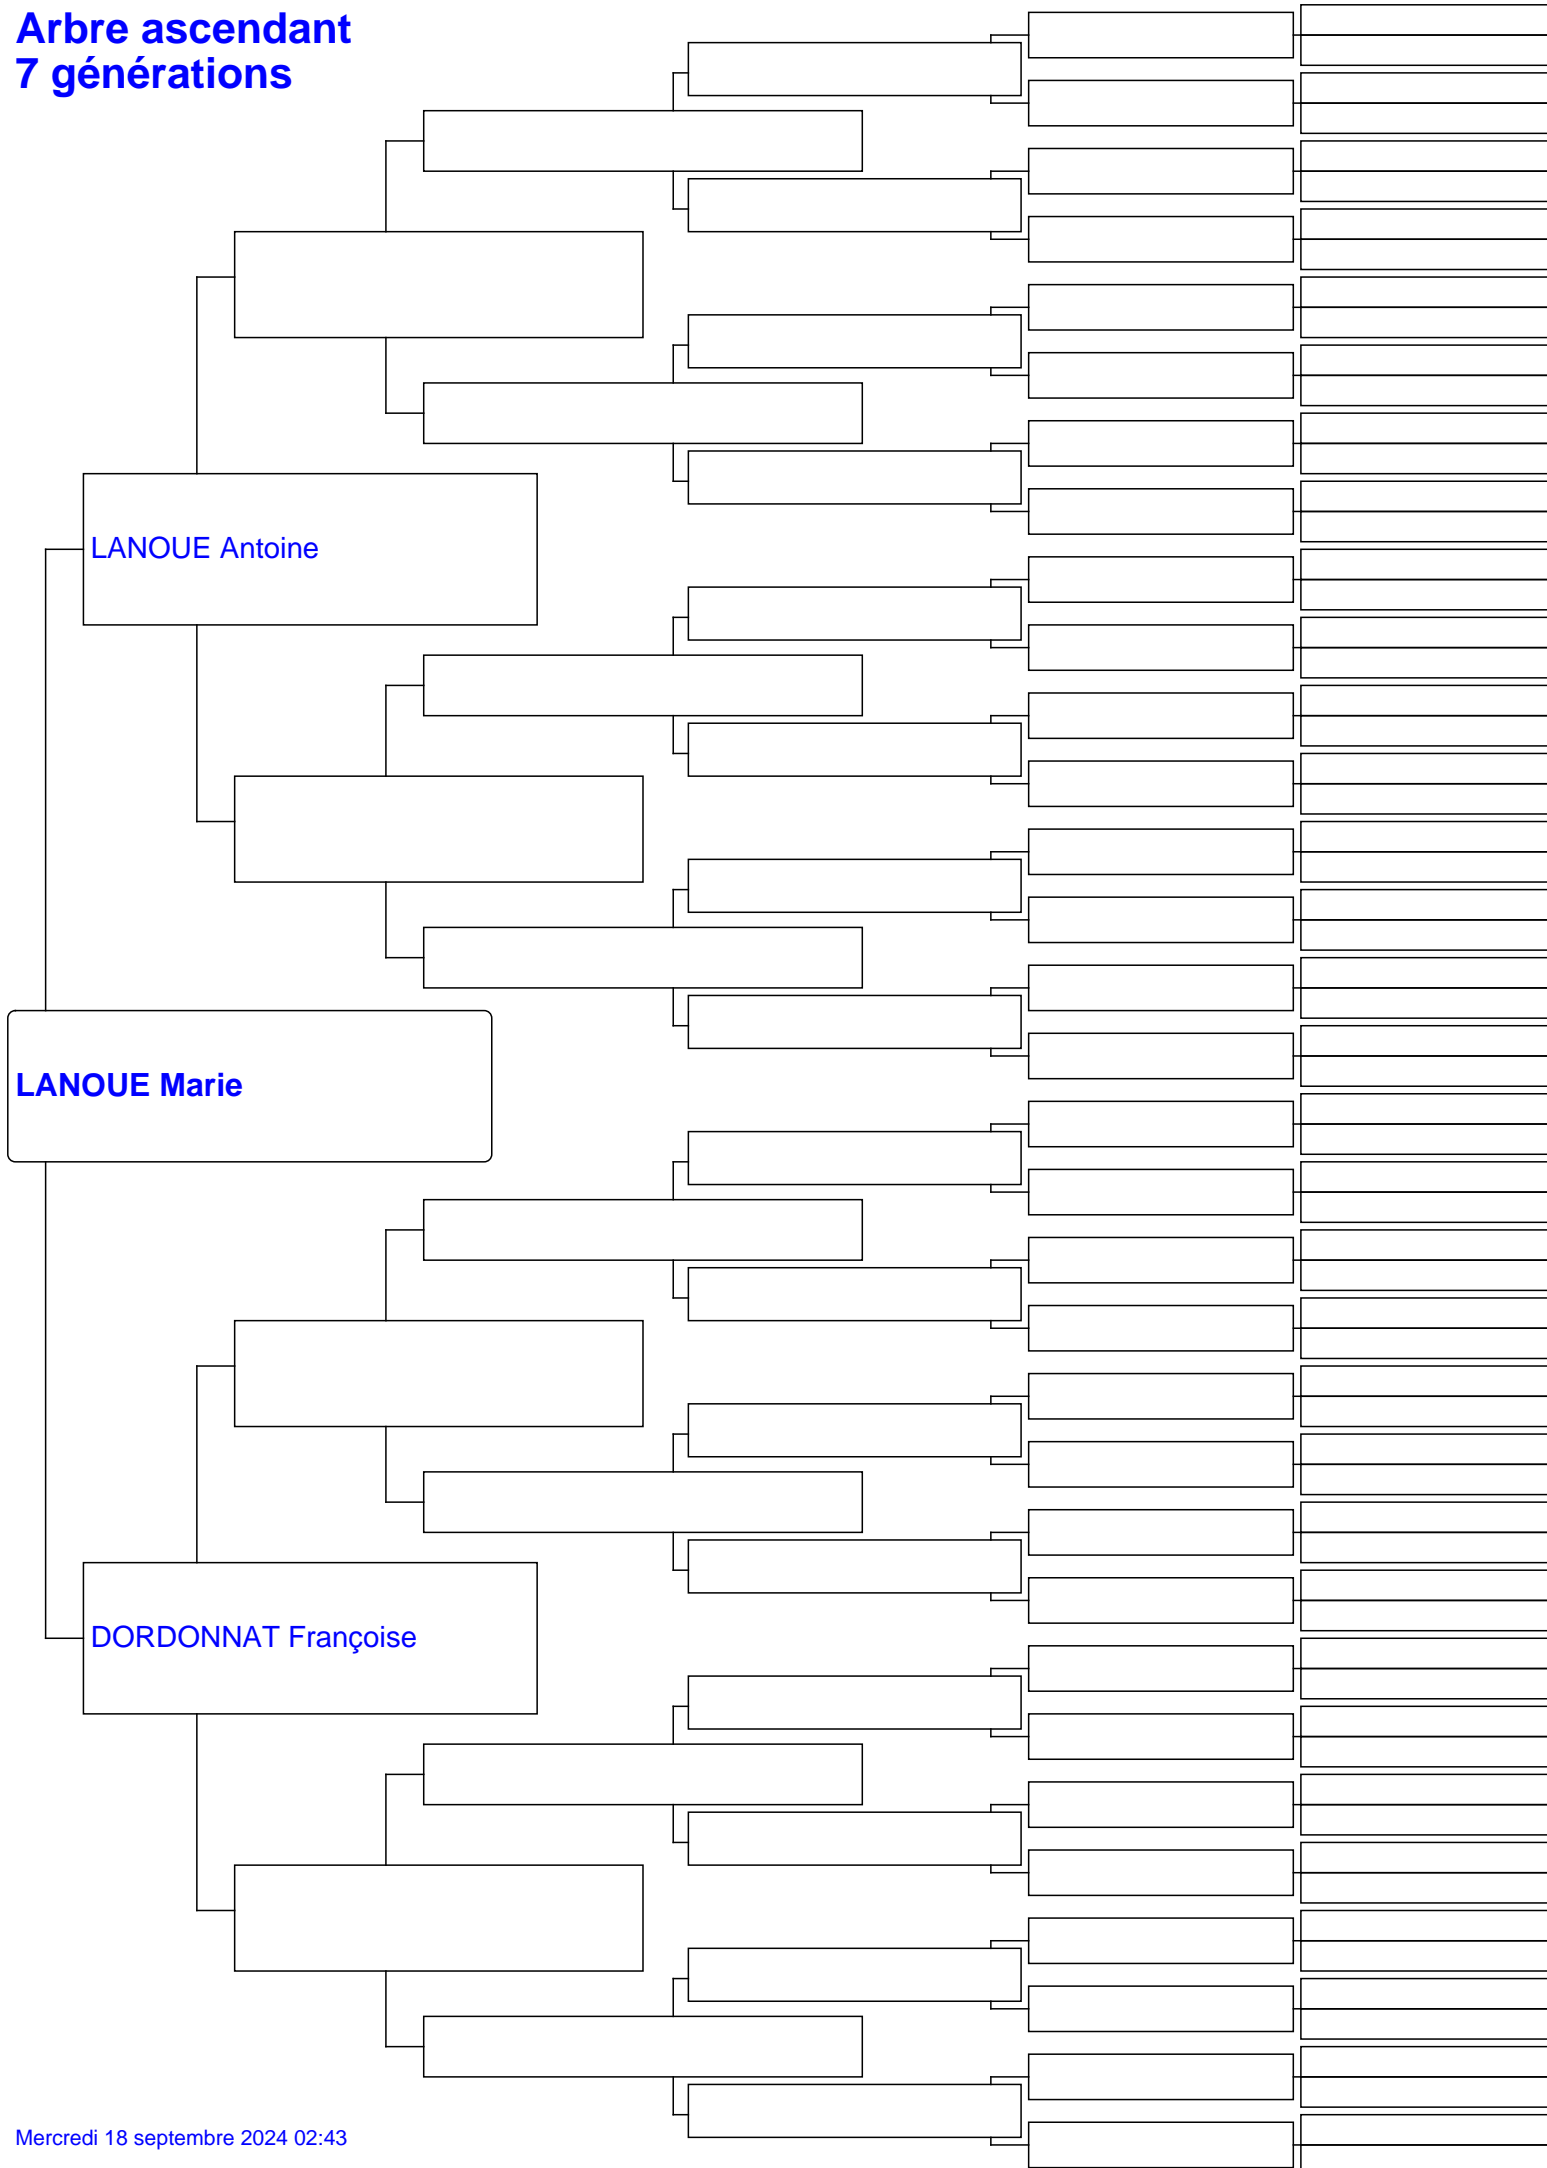 Arbre ascendant
7 générations
LANOUE Antoine
LANOUE Marie
DORDONNAT Françoise
Mercredi 18 septembre 2024 02:43